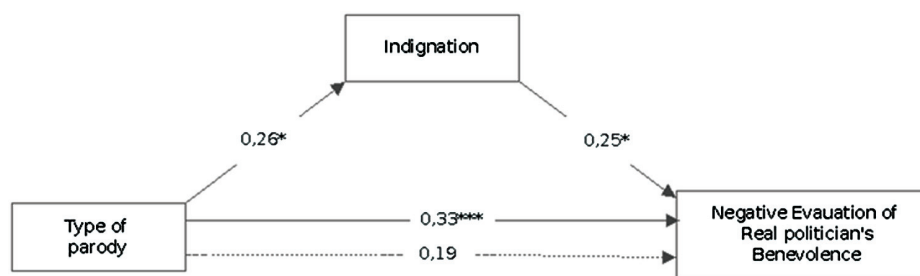 Indignation
0,26*
0,25*
Type of
parody
0,33***
0,19
Negative Evauation of
Real politician's
Benevolence